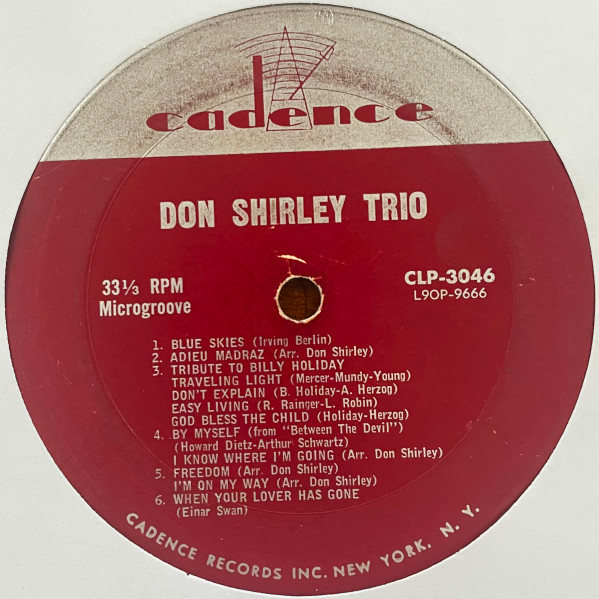 cadence
DON SHIRLEY TRIO
33⅓ RPM
Microgroove
CLP-3046
L9OP-9666
1. BLUE SKIES (Irving Berlin)
2. ADIEU MADRAZ (Arr. Don Shirley)
3. TRIBUTE TO BILLY HOLIDAY
TRAVELING LIGHT (Mercer-Mundy-Young)
DON'T EXPLAIN (B. Holiday-A. Herzog)
EASY LIVING (R. Rainger-L. Robin)
GOD BLESS THE CHILD (Holiday-Herzog)
4. BY MYSELF (from "Between The Devil")
(Howard Dietz-Arthur Schwartz)
I KNOW WHERE I'M GOING (Arr. Don Shirley)
5. FREEDOM (Arr. Don Shirley)
I'M ON MY WAY (Arr. Don Shirley)
6. WHEN YOUR LOVER HAS GONE
(Einar Swan)
CADENCE RECORDS INC. NEW YORK, N. Y.